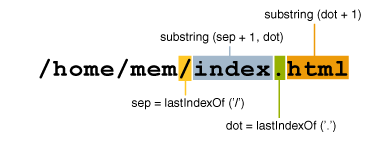 substring (dot + 1)
substring (sep + 1, dot)
/home/mem/index.html
sep = lastIndexOf ('/')
dot = lastIndexOf ('.')